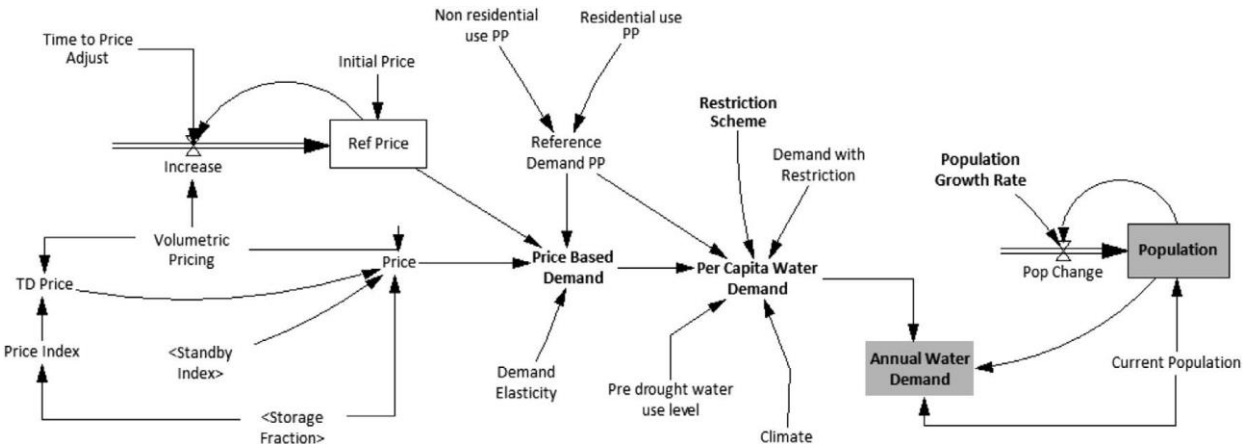 Non residential
use PP
Residential use
PP
Time to Price
Adjust
Initial Price
Restriction
Scheme
Ref Price
Reference
Demand PP
Demand with
Restriction
Increase
Population
Growth Rate
Volumetric
Pricing
Price
Price Based
Demand
Per Capita Water
Demand
Population
Pop Change
TD Price
Price Index
<Standby
Index>
Demand
Elasticity
Pre drought water
use level
Annual Water
Demand
Current Population
<Storage
Fraction>
Climate